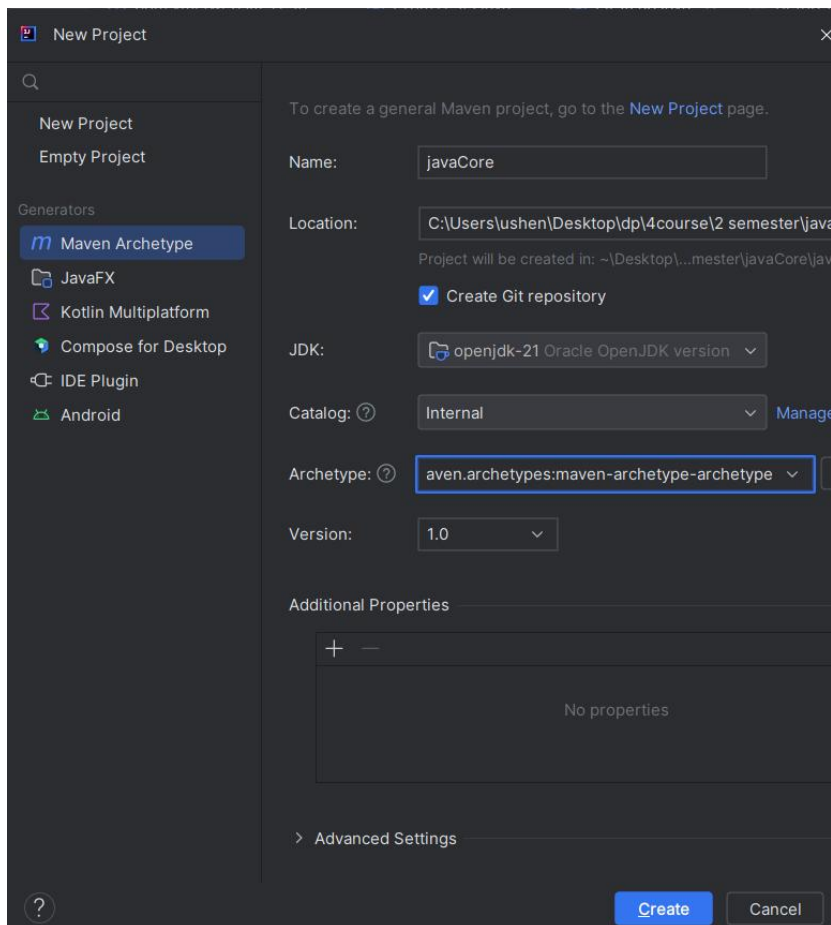 New Project
New Project
Empty Project
Generators
Maven Archetype
JavaFX
Kotlin Multiplatform
Compose for Desktop
IDE Plugin
Android
To create a general Maven project, go to the New Project page.
Name: javaCore
Location: C:\Users\ushen\Desktop\dp\4course\2 semester\java
Project will be created in: ~\Desktop\...mester\javaCore\jav
Create Git repository
JDK: openjdk-21 Oracle OpenJDK version
Catalog: ? Internal Manage
Archetype: ? aven.archetypes:maven-archetype-archetype
Version: 1.0
Additional Properties
No properties
Advanced Settings
? Create Cancel